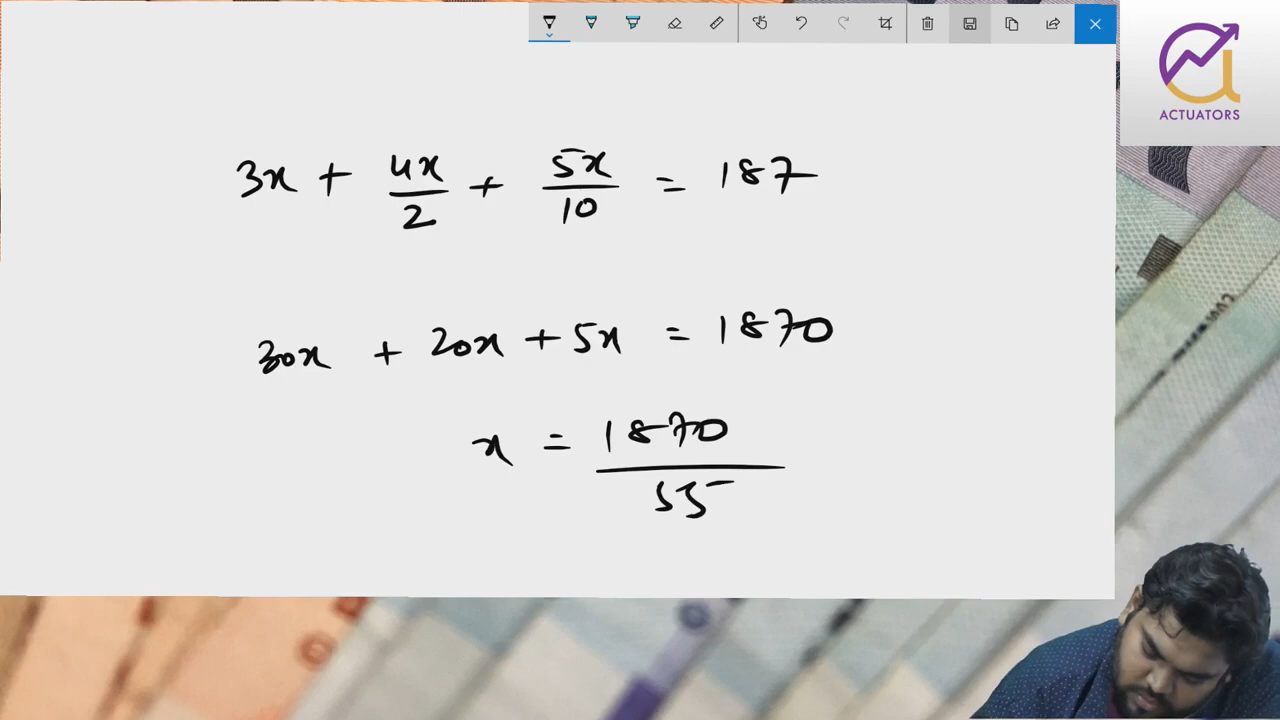 ACTUATORS
3x + 4x/2 + 5x/10 = 187
30x + 20x + 5x = 1870
x = 1870/55